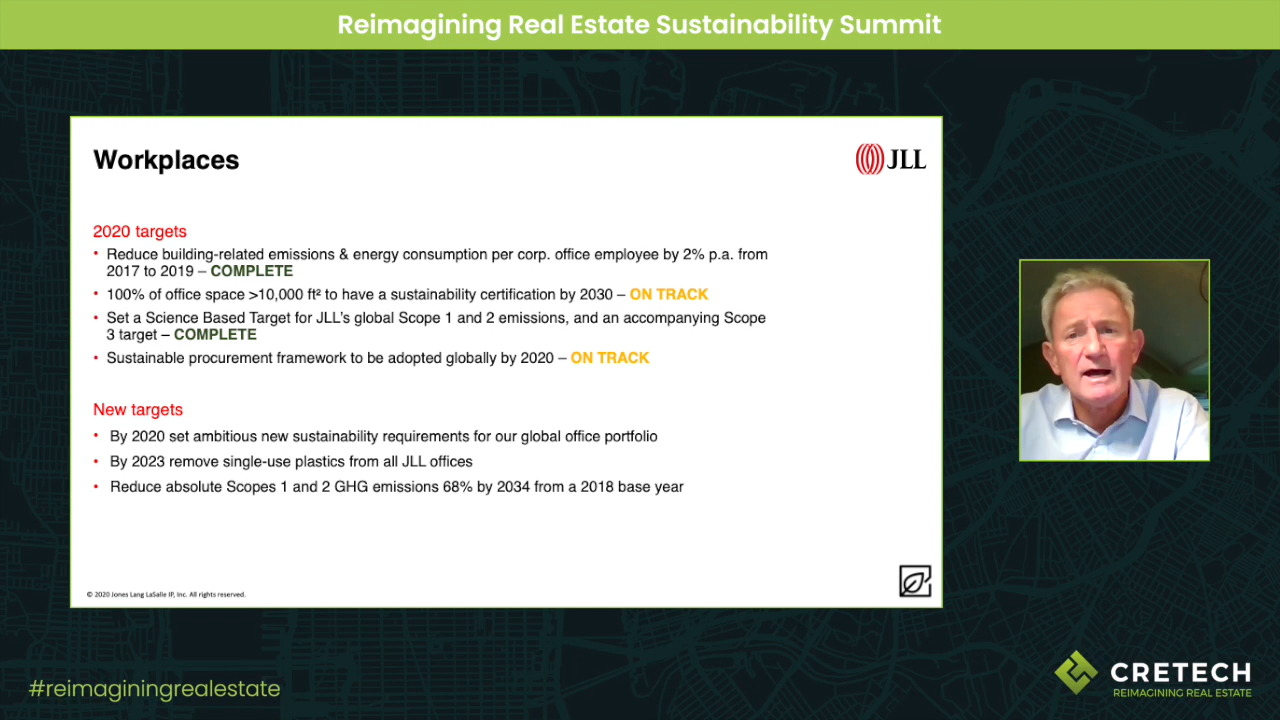 Reimagining Real Estate Sustainability Summit
Workplaces
JLL
2020 targets
• Reduce building-related emissions & energy consumption per corp. office employee by 2% p.a. from
2017 to 2019 – COMPLETE
• 100% of office space >10,000 ft² to have a sustainability certification by 2030 – ON TRACK
• Set a Science Based Target for JLL's global Scope 1 and 2 emissions, and an accompanying Scope
3 target – COMPLETE
• Sustainable procurement framework to be adopted globally by 2020 – ON TRACK
New targets
• By 2020 set ambitious new sustainability requirements for our global office portfolio
• By 2023 remove single-use plastics from all JLL offices
• Reduce absolute Scopes 1 and 2 GHG emissions 68% by 2034 from a 2018 base year
© 2020 Jones Lang LaSalle IP, Inc. All rights reserved.
#reimaginingrealestate
CRETECH
REIMAGINING REAL ESTATE